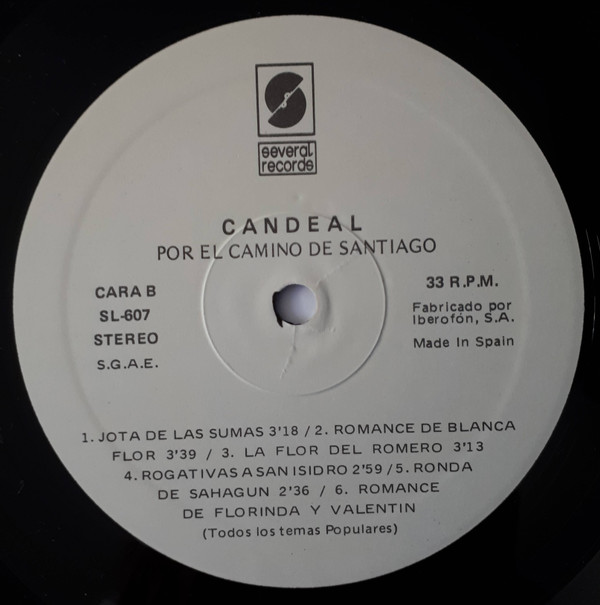 several
records
CANDEAL
POR EL CAMINO DE SANTIAGO
CARA B
SL-607
STEREO
S.G.A.E.
33 R.P.M.
Fabricado por
Iberofón, S.A.
Made In Spain
1. JOTA DE LAS SUMAS 3'18 / 2. ROMANCE DE BLANCA
FLOR 3'39 / 3. LA FLOR DEL ROMERO 3'13
4. ROGATIVAS A SAN ISIDRO 2'59 / 5. RONDA
DE SAHAGUN 2'36 / 6. ROMANCE
DE FLORINDA Y VALENTIN
(Todos los temas Populares)